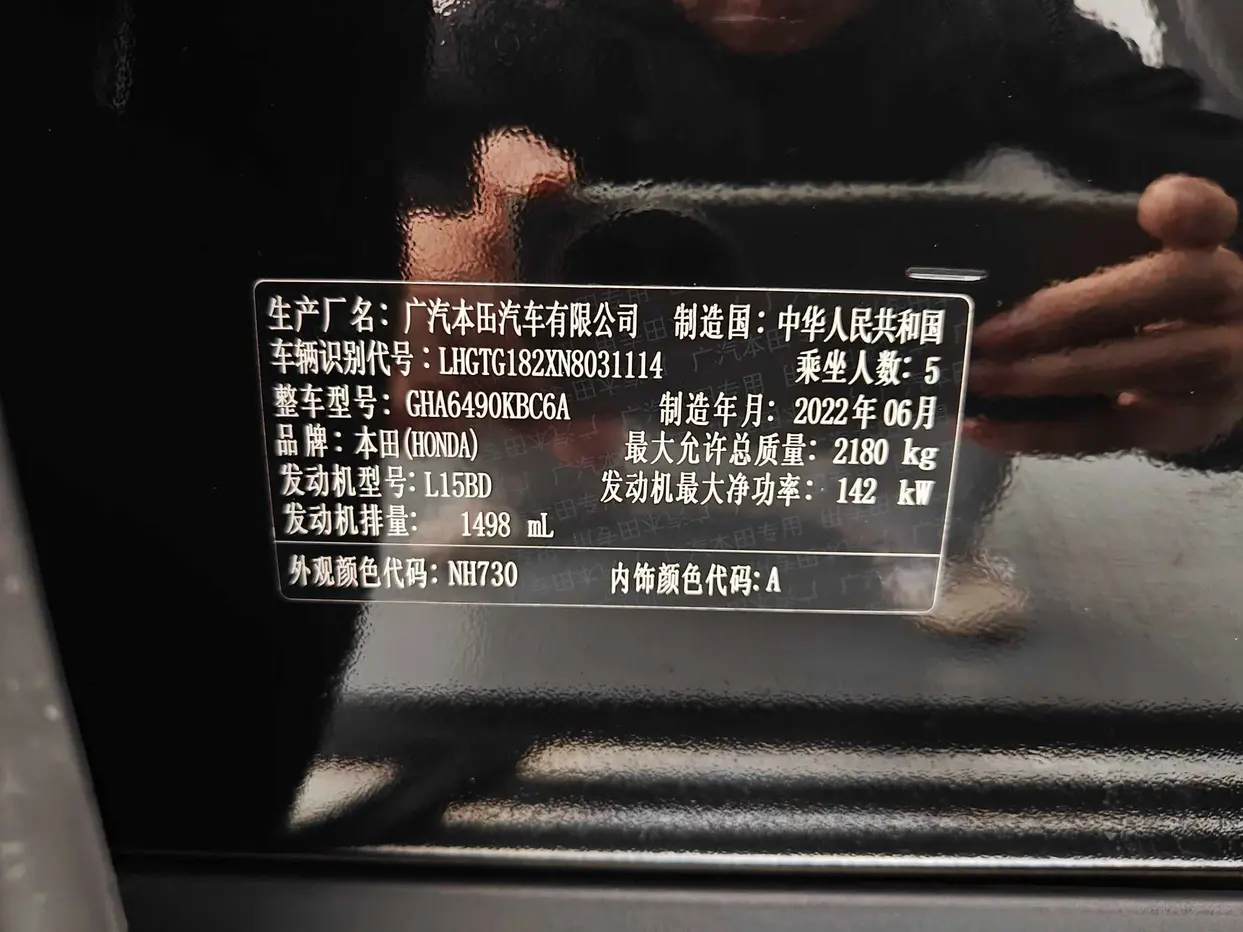 生产厂名：广汽本田汽车有限公司 制造国：中华人民共和国
车辆识别代号：LHGTG182XN8031114 乘坐人数：5
整车型号：GHA6490KBC6A 制造年月：2022年06月
品牌：本田(HONDA) 最大允许总质量：2180 kg
发动机型号：L15BD 发动机最大净功率：142 kW
发动机排量： 1498 mL
外观颜色代码：NH730 内饰颜色代码：A